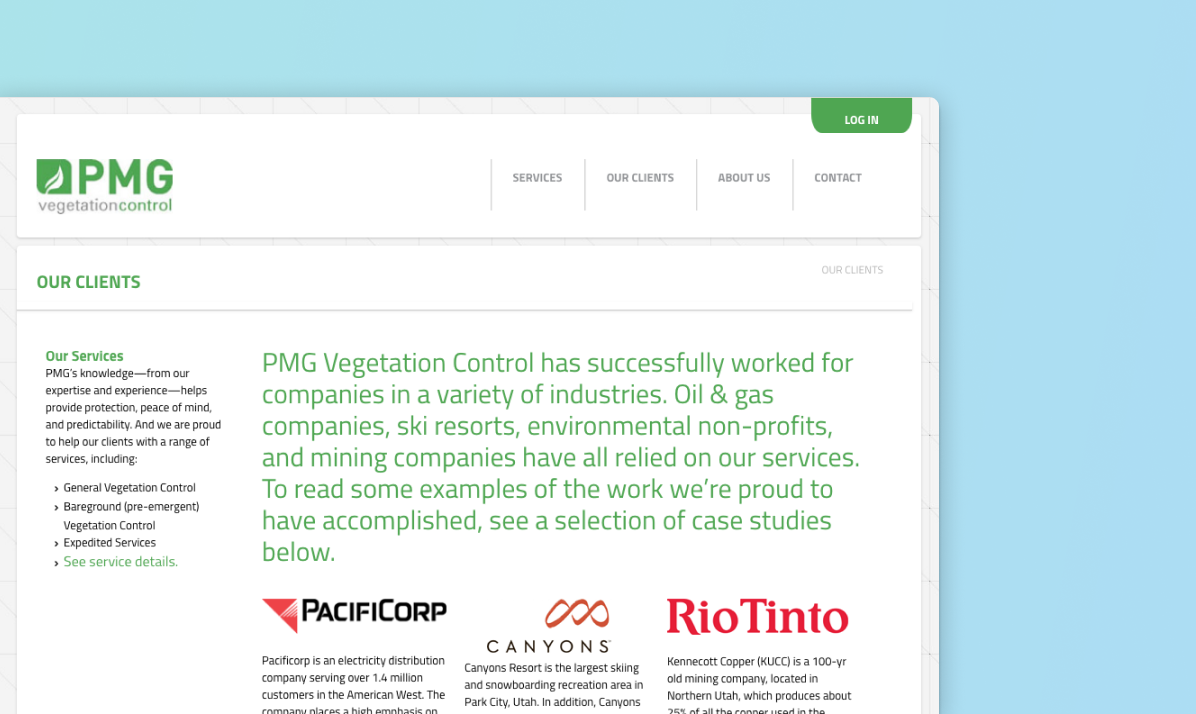 LOG IN
PMG
vegetationcontrol
SERVICES
OUR CLIENTS
ABOUT US
CONTACT
OUR CLIENTS
OUR CLIENTS
Our Services
PMG’s knowledge—from our
expertise and experience—helps
provide protection, peace of mind,
and predictability. And we are proud
to help our clients with a range of
services, including:
› General Vegetation Control
› Bareground (pre-emergent)
Vegetation Control
› Expedited Services
› See service details.
PMG Vegetation Control has successfully worked for
companies in a variety of industries. Oil & gas
companies, ski resorts, environmental non-profits,
and mining companies have all relied on our services.
To read some examples of the work we’re proud to
have accomplished, see a selection of case studies
below.
PACIFICORP
Pacificorp is an electricity distribution
company serving over 1.4 million
customers in the American West. The
company places a high emphasis on
CANYONS
Canyons Resort is the largest skiing
and snowboarding recreation area in
Park City, Utah. In addition, Canyons
RioTinto
Kennecott Copper (KUCC) is a 100-yr
old mining company, located in
Northern Utah, which produces about
25% of all the copper used in the